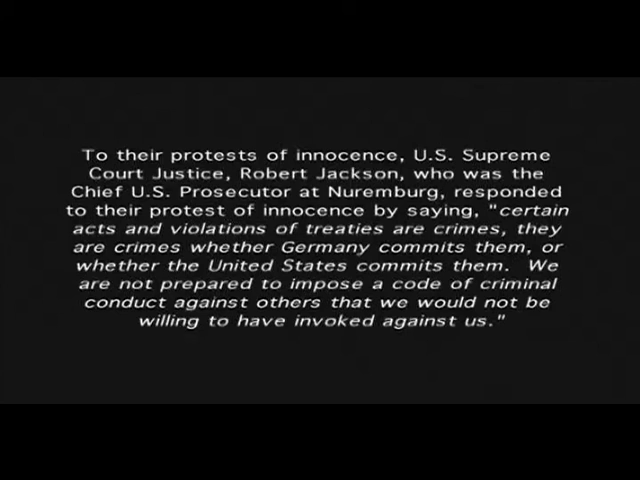 To their protests of innocence, U.S. Supreme
Court Justice, Robert Jackson, who was the
Chief U.S. Prosecutor at Nuremburg, responded
to their protest of innocence by saying, "certain
acts and violations of treaties are crimes, they
are crimes whether Germany commits them, or
whether the United States commits them.  We
are not prepared to impose a code of criminal
conduct against others that we would not be
willing to have invoked against us."